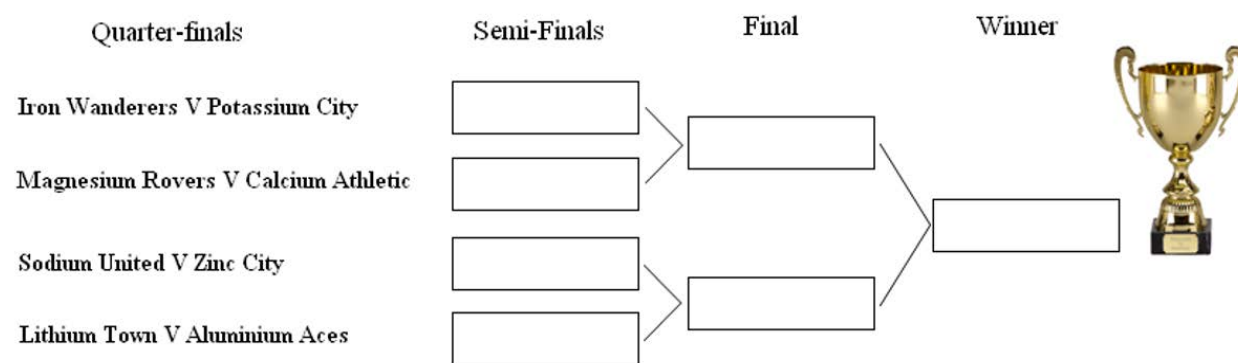 Quarter-finals
Semi-Finals
Final
Winner
Iron Wanderers V Potassium City
Magnesium Rovers V Calcium Athletic
Sodium United V Zinc City
Lithium Town V Aluminium Aces